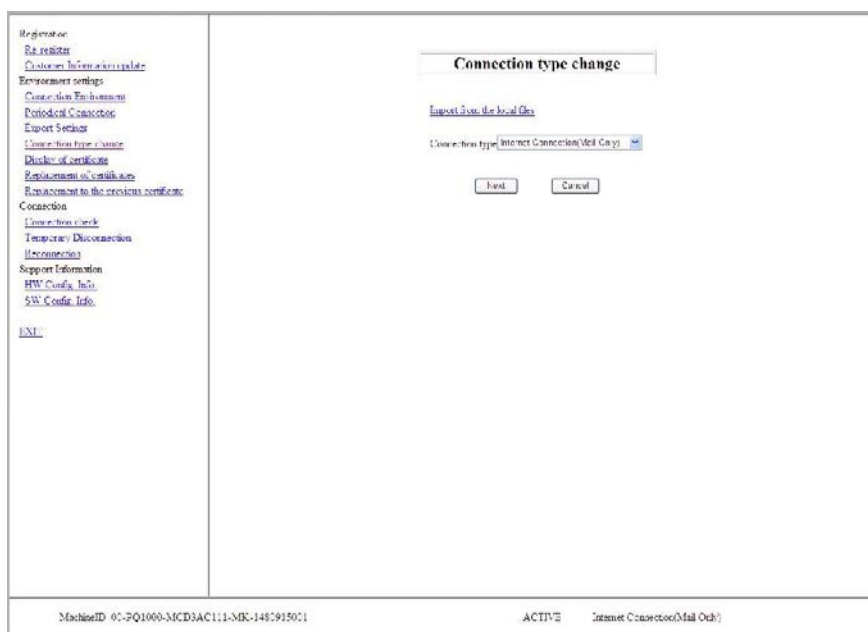 Registration
Re-register
Customer Information update
Environment settings
Connection Environment
Periodical Connection
Export Settings
Connection type change
Display of certificate
Replacement of certificates
Replacement to the previous certificate
Connection
Connection check
Temporary Disconnection
Reconnection
Support Information
HW Config. Info.
SW Config. Info.
EXIT
Connection type change
Import from the local files
Connection type Internet Connection(Mail Only)
Next Cancel
MachineID ACTIVE Internet Connection(Mail Only)